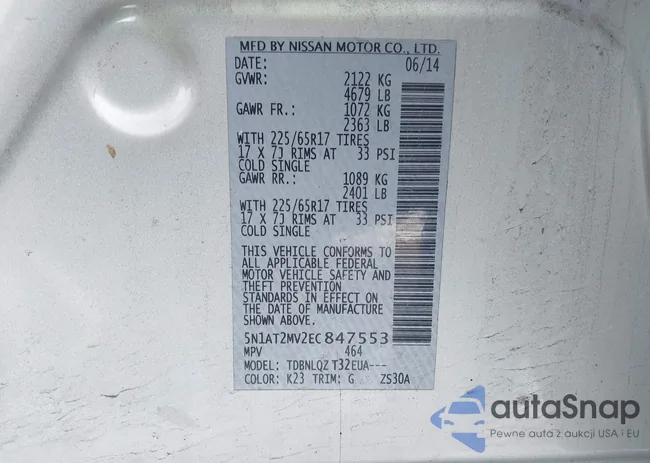 MFD BY NISSAN MOTOR CO., LTD.
DATE: 06/14
GVWR: 2122 KG
4679 LB
GAWR FR.: 1072 KG
2363 LB
WITH 225/65R17 TIRES
17 X 7J RIMS AT 33 PSI
COLD SINGLE
GAWR RR.: 1089 KG
2401 LB
WITH 225/65R17 TIRES
17 X 7J RIMS AT 33 PSI
COLD SINGLE
THIS VEHICLE CONFORMS TO
ALL APPLICABLE FEDERAL
MOTOR VEHICLE SAFETY AND
THEFT PREVENTION
STANDARDS IN EFFECT ON
THE DATE OF MANUFACTURE
SHOWN ABOVE.
5N1AT2MV2EC847553
MPV 464
MODEL: TDBNLQZ T32EUA---
COLOR: K23 TRIM: G ZS30A
autaSnap
Pewne auta z aukcji USA i EU